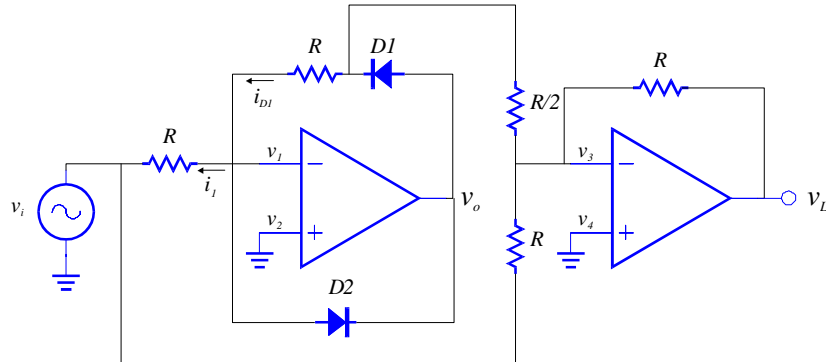 R
D1
i_D1
R/2
R
R
v_1
i_1
v_i
v_2
v_o
v_3
v_4
R
v_L
D2